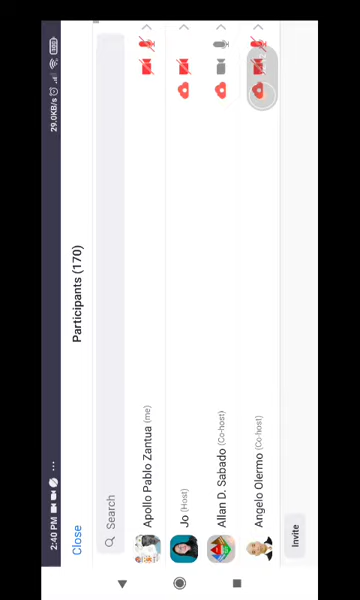 2:40 PM ... 29.0KB/s
Close
Participants (170)
Search
Apollo Pablo Zantua (me)
Jo (Host)
Allan D. Sabado (Co-host)
Angelo Olermo (Co-host)
Invite